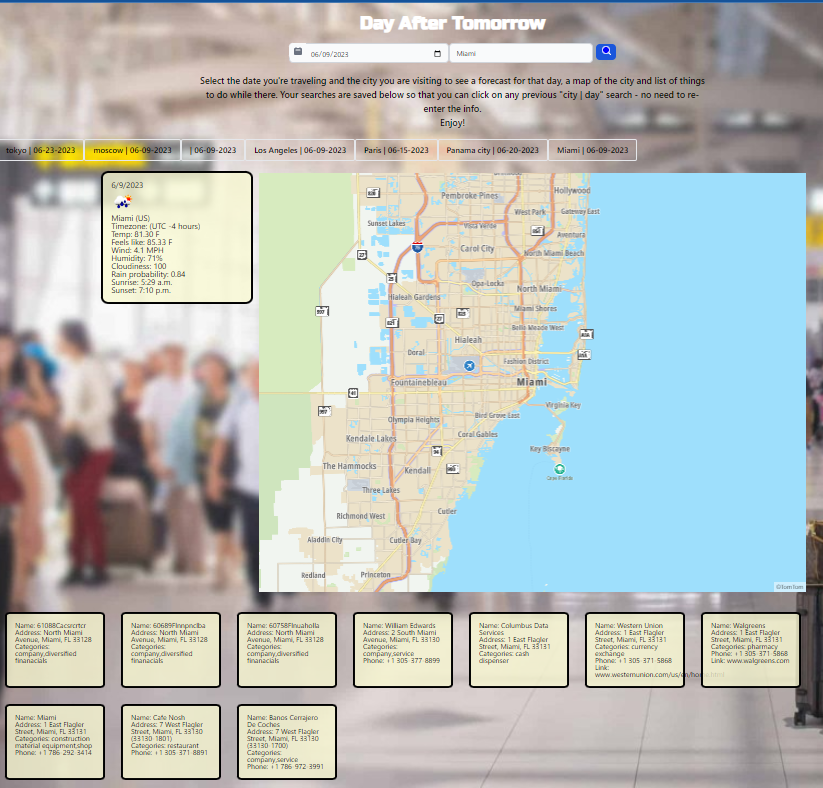 Day After Tomorrow
06/09/2023
Miami
Select the date you're traveling and the city you are visiting to see a forecast for that day, a map of the city and list of things
to do while there. Your searches are saved below so that you can click on any previous "city | day" search - no need to re-
enter the info.
Enjoy!
tokyo | 06-23-2023
moscow | 06-09-2023
| 06-09-2023
Los Angeles | 06-09-2023
Paris | 06-15-2023
Panama city | 06-20-2023
Miami | 06-09-2023
6/9/2023
Miami (US)
Timezone: (UTC -4 hours)
Temp: 81.30 F
Feels like: 85.33 F
Wind: 4.1 MPH
Humidity: 71%
Cloudiness: 100
Rain probability: 0.84
Sunrise: 5:29 a.m.
Sunset: 7:10 p.m.
Hollywood
Pembroke Pines
West Park
Gateway East
Sunset Lakes
Vista Verde
Aventura
Carol City
North Miami Beach
27
Opa-Locka
North Miami
Hialeah Gardens
Miami Shores
997
821
27
Belle Meade West
Hialeah
Doral
Fashion District
Fountainebleau
Miami
41
Virginia Key
997
Bird Grove East
Olympia Heights
Coral Gables
Kendale Lakes
Key Biscayne
The Hammocks
Kendall
Three Lakes
Richmond West
Cutler
Aladdin City
Cutler Bay
Redland
Princeton
©TomTom
Name: 61088Cacsrcrtcr
Address: North Miami
Avenue, Miami, FL 33128
Categories:
company,diversified
finanacials
Name: 60689Flnnpnclba
Address: North Miami
Avenue, Miami, FL 33128
Categories:
company,diversified
finanacials
Name: 60758Flnuaholla
Address: North Miami
Avenue, Miami, FL 33128
Categories:
company,diversified
finanacials
Name: William Edwards
Address: 2 South Miami
Avenue, Miami, FL 33130
Categories:
company,service
Phone: +1 305-377-8899
Name: Columbus Data
Services
Address: 1 East Flagler
Street, Miami, FL 33131
Categories: cash
dispenser
Name: Western Union
Address: 1 East Flagler
Street, Miami, FL 33131
Categories: currency
exchange
Phone: +1 305-371-5868
Link:
www.westernunion.com/us/en/home.html
Name: Walgreens
Address: 1 East Flagler
Street, Miami, FL 33131
Categories: pharmacy
Phone: +1 305-371-5868
Link: www.walgreens.com
Name: Miami
Address: 1 East Flagler
Street, Miami, FL 33131
Categories: construction
material equipment,shop
Phone: +1 786-292-3414
Name: Cafe Nosh
Address: 7 West Flagler
Street, Miami, FL 33130
(33130-1801)
Categories: restaurant
Phone: +1 305-371-8891
Name: Banos Cerrajero
De Coches
Address: 7 West Flagler
Street, Miami, FL 33130
(33130-1700)
Categories:
company,service
Phone: +1 786-972-3991